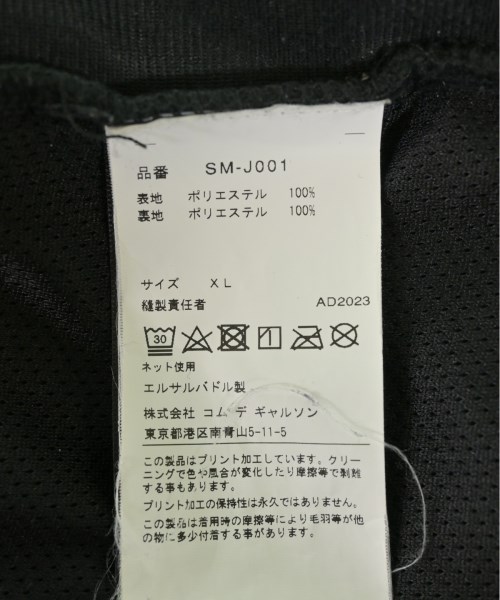 品番 SM-J001
表地 ポリエステル 100%
裏地 ポリエステル 100%
サイズ XL
縫製責任者 AD2023
30
ネット使用
エルサルバドル製
株式会社 コム デ ギャルソン
東京都港区南青山5-11-5
この製品はプリント加工しています。クリー
ニングで色や風合が変化したり摩擦等で剥離
する事もあります。
プリント加工の保持性は永久ではありません。
この製品は着用時の摩擦等により毛羽等が他
の物に多少付着する事があります。